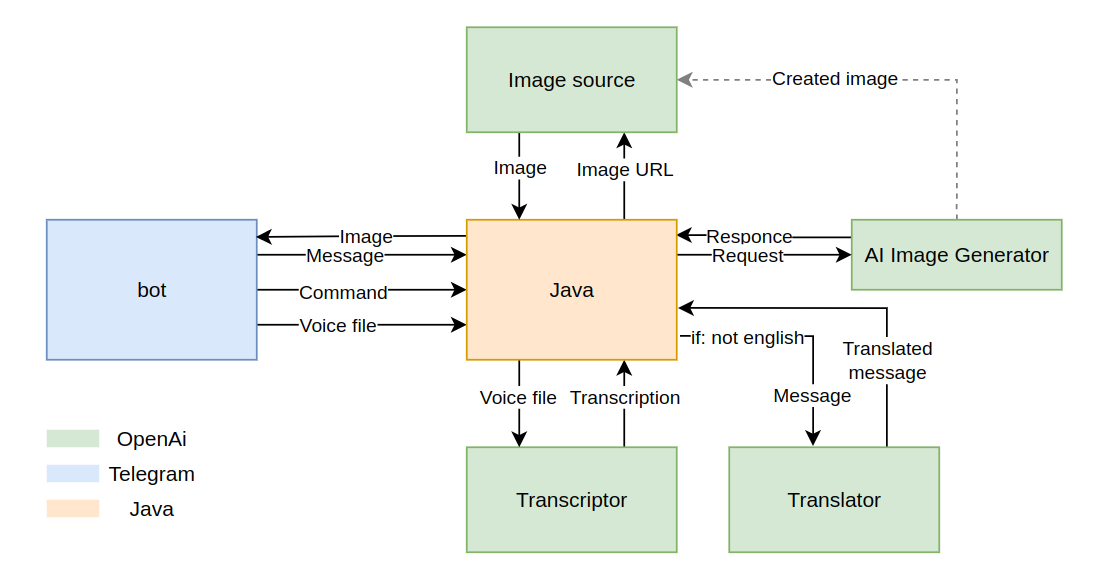 Image source
Created image
Image
Image URL
Image
Message
Command
Voice file
bot
Java
Responce
Request
AI Image Generator
if: not english
Message
Translated
message
Voice file
Transcription
Transcriptor
Translator
OpenAi
Telegram
Java